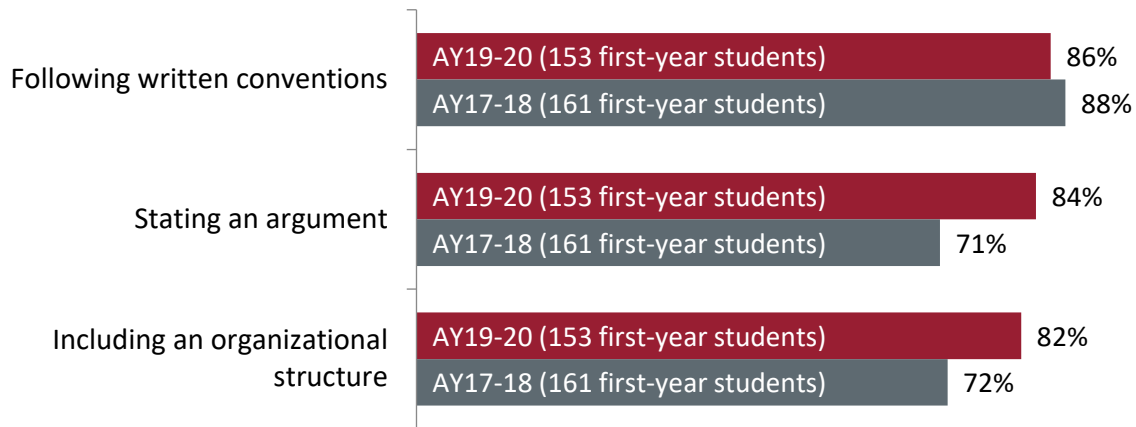 AY19-20 (153 first-year students) 86%
Following written conventions
AY17-18 (161 first-year students) 88%
AY19-20 (153 first-year students) 84%
Stating an argument
AY17-18 (161 first-year students) 71%
AY19-20 (153 first-year students) 82%
Including an organizational
structure
AY17-18 (161 first-year students) 72%